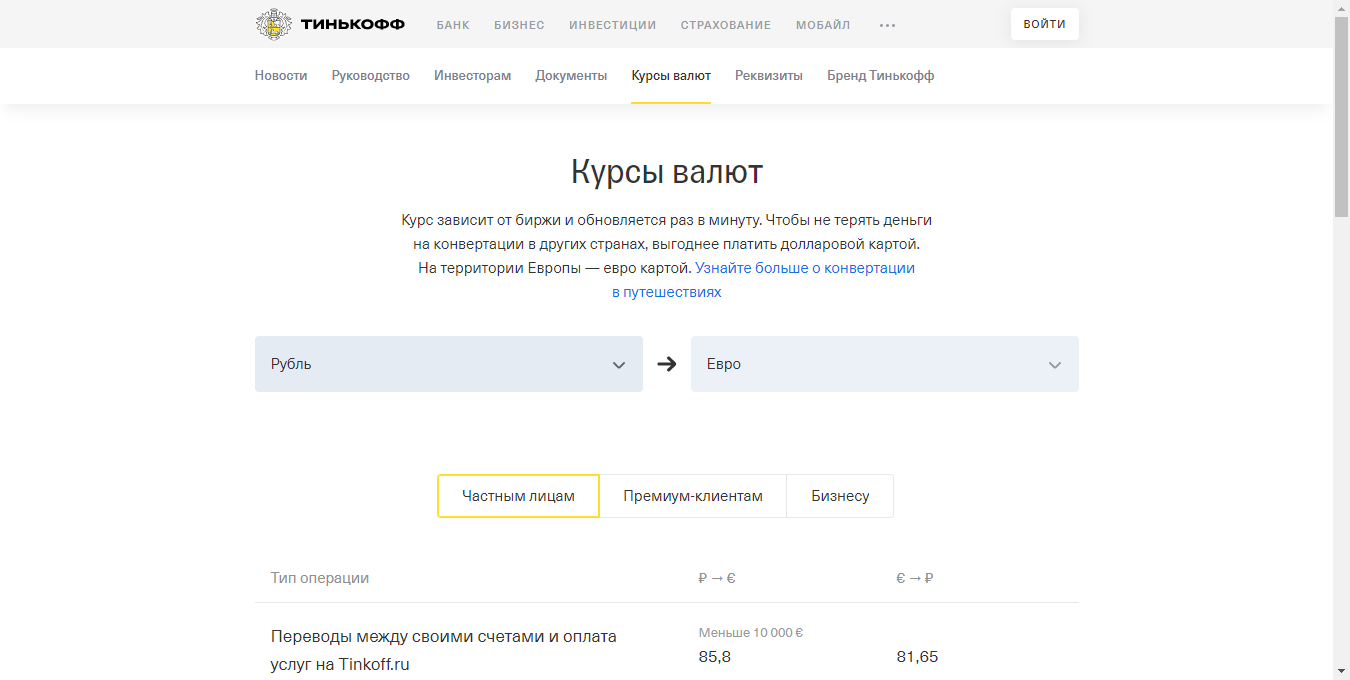 ТИНЬКОФФ
БАНК БИЗНЕС ИНВЕСТИЦИИ СТРАХОВАНИЕ МОБАЙЛ ••• ВОЙТИ
Новости Руководство Инвесторам Документы Курсы валют Реквизиты Бренд Тинькофф
Курсы валют
Курс зависит от биржи и обновляется раз в минуту. Чтобы не терять деньги
на конвертации в других странах, выгоднее платить долларовой картой.
На территории Европы — евро картой. Узнайте больше о конвертации
в путешествиях
Рубль → Евро
Частным лицам Премиум-клиентам Бизнесу
Тип операции ₽ → € € → ₽
Переводы между своими счетами и оплата
услуг на Tinkoff.ru
Меньше 10 000 €
85,8 81,65